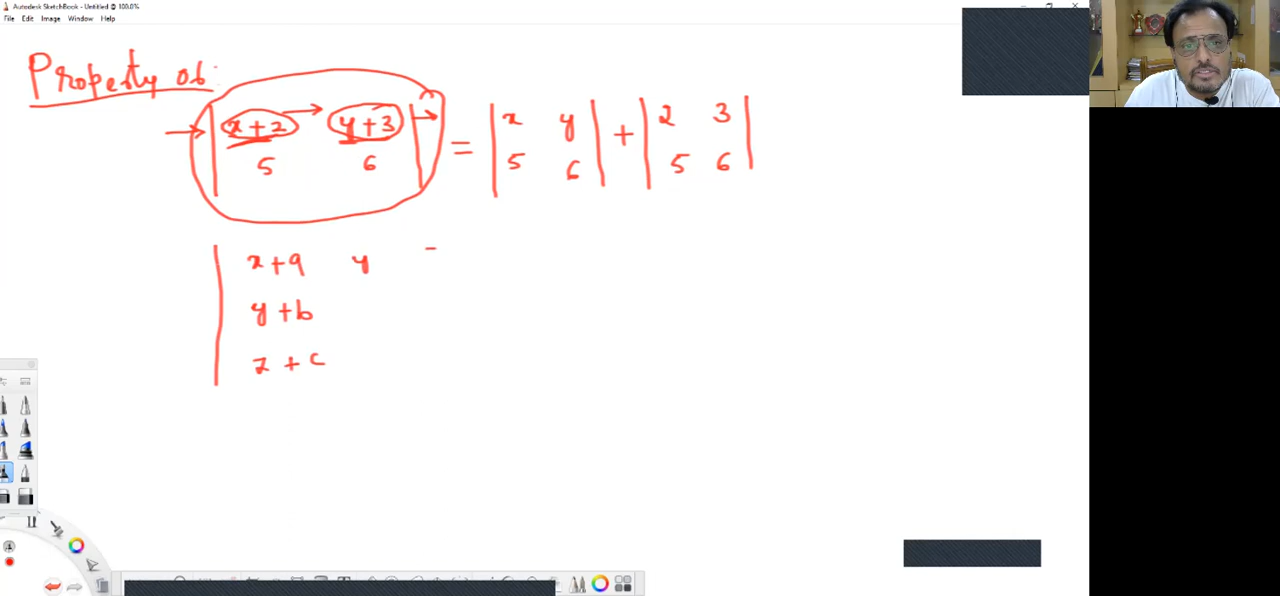 Autodesk SketchBook - Untitled @ 100.0%
File Edit Image Window Help
Property of:
| x+2 y+3 | = | x y | + | 2 3 |
| 5 6 | | 5 6 | | 5 6 |
| x+a y
| y+b
| z+c